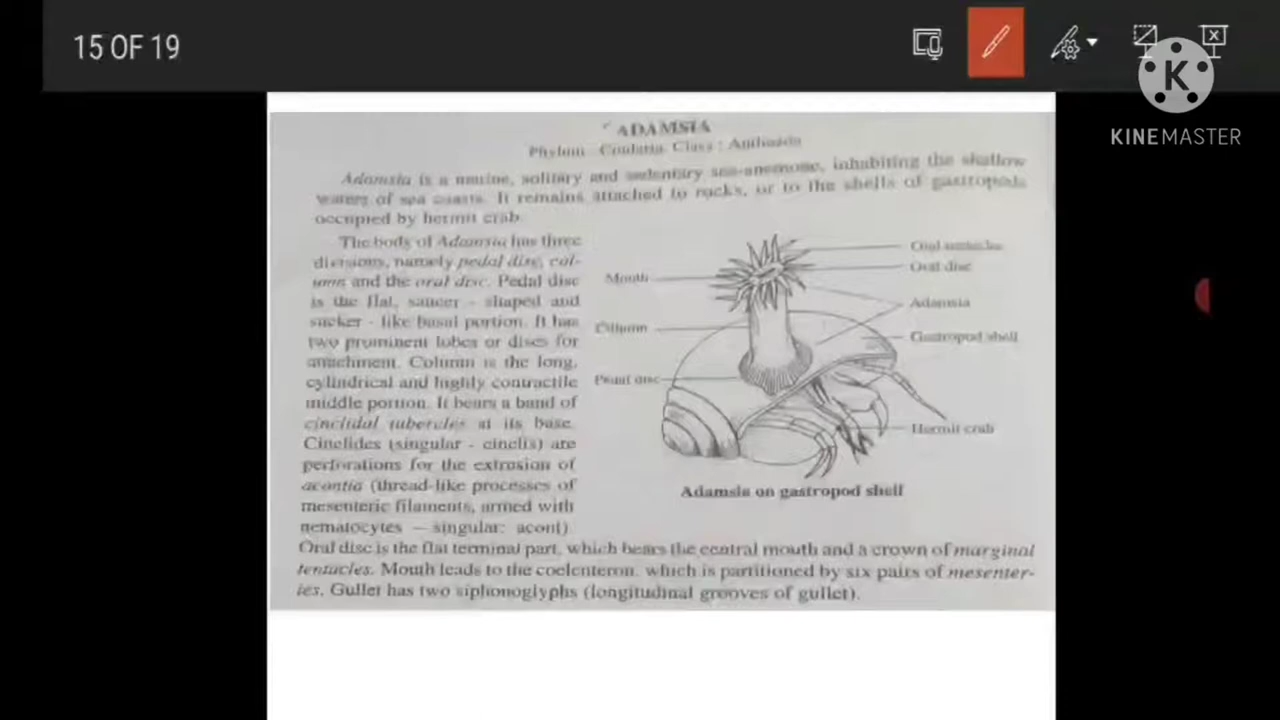 15 OF 19
KINEMASTER
ADAMSIA
Phylum : Cnidaria. Class : Anthozoa
Adamsia is a marine, solitary and sedentary sea-anemone, inhabiting the shallow
waters of sea coasts. It remains attached to rocks, or to the shells of gastropods
occupied by hermit crab.
The body of Adamsia has three
divisions, namely pedal disc, col-
umn and the oral disc. Pedal disc
is the flat, saucer - shaped and
sucker - like basal portion. It has
two prominent lobes or discs for
attachment. Column is the long,
cylindrical and highly contractile
middle portion. It bears a band of
cinclidal tubercles at its base.
Cinclides (singular - cinclis) are
perforations for the extrusion of
acontia (thread-like processes of
mesenteric filaments, armed with
nematocytes — singular: acont).
Oral disc is the flat terminal part, which bears the central mouth and a crown of marginal
tentacles. Mouth leads to the coelenteron, which is partitioned by six pairs of mesenter-
ies. Gullet has two siphonoglyphs (longitudinal grooves of gullet).
Mouth
Column
Pedal disc
Oral tentacles
Oral disc
Adamsia
Gastropod shell
Hermit crab
Adamsia on gastropod shell